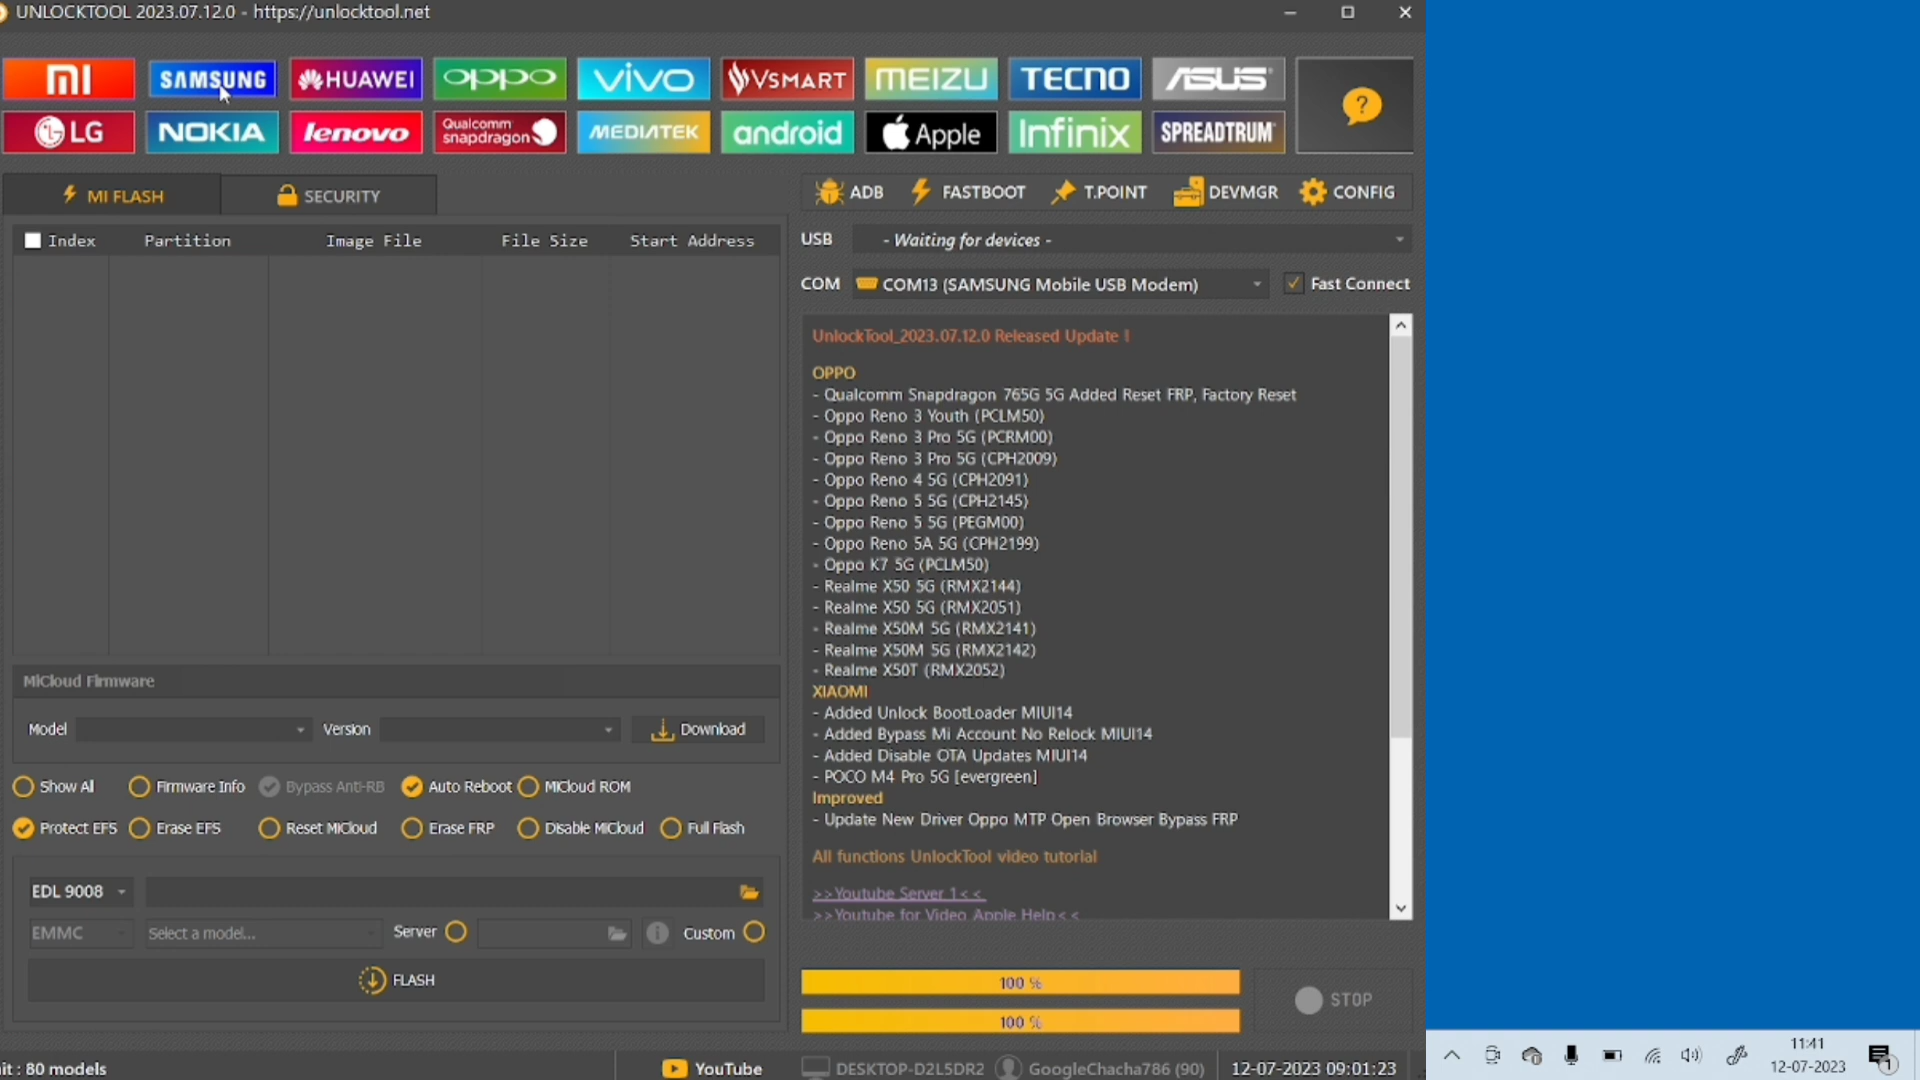 UNLOCKTOOL 2023.07.12.0 - https://unlocktool.net
mi SAMSUNG HUAWEI oppo vivo VSMART MEIZU TECNO ASUS ?
LG NOKIA lenovo Qualcomm snapdragon MEDIATEK android Apple Infinix SPREADTRUM
MI FLASH SECURITY
ADB FASTBOOT T.POINT DEVMGR CONFIG
Index Partition Image File File Size Start Address
USB - Waiting for devices -
COM COM13 (SAMSUNG Mobile USB Modem) Fast Connect
UnlockTool_2023.07.12.0 Released Update !
OPPO
- Qualcomm Snapdragon 765G 5G Added Reset FRP, Factory Reset
- Oppo Reno 3 Youth (PCLM50)
- Oppo Reno 3 Pro 5G (PCRM00)
- Oppo Reno 3 Pro 5G (CPH2009)
- Oppo Reno 4 5G (CPH2091)
- Oppo Reno 5 5G (CPH2145)
- Oppo Reno 5 5G (PEGM00)
- Oppo Reno 5A 5G (CPH2199)
- Oppo K7 5G (PCLM50)
- Realme X50 5G (RMX2144)
- Realme X50 5G (RMX2051)
- Realme X50M 5G (RMX2141)
- Realme X50M 5G (RMX2142)
- Realme X50T (RMX2052)
XIAOMI
- Added Unlock BootLoader MIUI14
- Added Bypass Mi Account No Relock MIUI14
- Added Disable OTA Updates MIUI14
- POCO M4 Pro 5G [evergreen]
Improved
- Update New Driver Oppo MTP Open Browser Bypass FRP
All functions UnlockTool video tutorial
>>Youtube Server 1<<
>>Youtube for Video Apple Help<<
MiCloud Firmware
Model Version Download
Show All Firmware Info Bypass Anti-RB Auto Reboot MiCloud ROM
Protect EFS Erase EFS Reset MiCloud Erase FRP Disable MiCloud Full Flash
EDL 9008
EMMC Select a model... Server Custom
FLASH
100 %
100 %
STOP
it : 80 models YouTube DESKTOP-D2L5DR2 GoogleChacha786 (90) 12-07-2023 09:01:23
11:41
12-07-2023
1